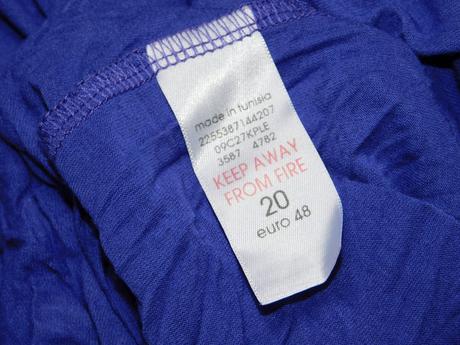 made in tunisia
2255387144207
09C27KPLE
3587 4782
KEEP AWAY
FROM FIRE
20
euro 48